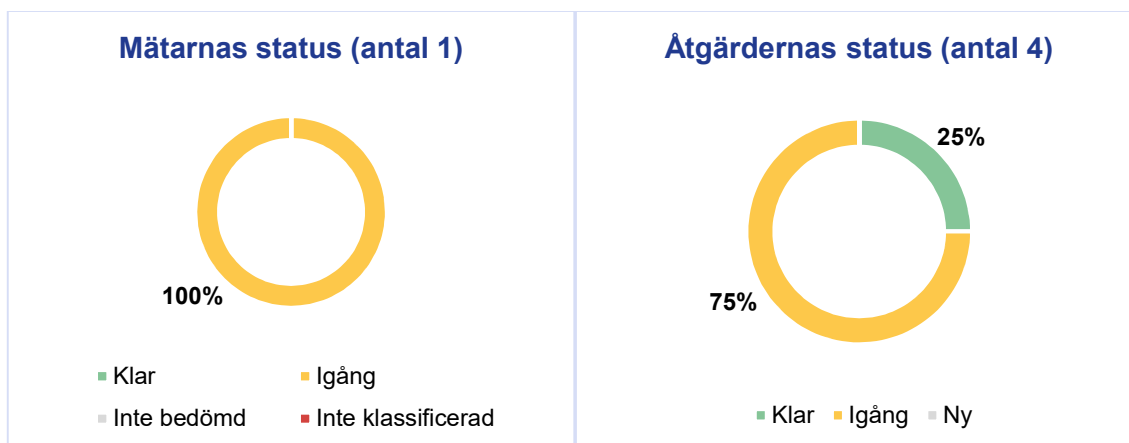 Mätarnas status (antal 1)
100%
Klar
Igång
Inte bedömd
Inte klassificerad
Åtgärdernas status (antal 4)
25%
75%
Klar
Igång
Ny